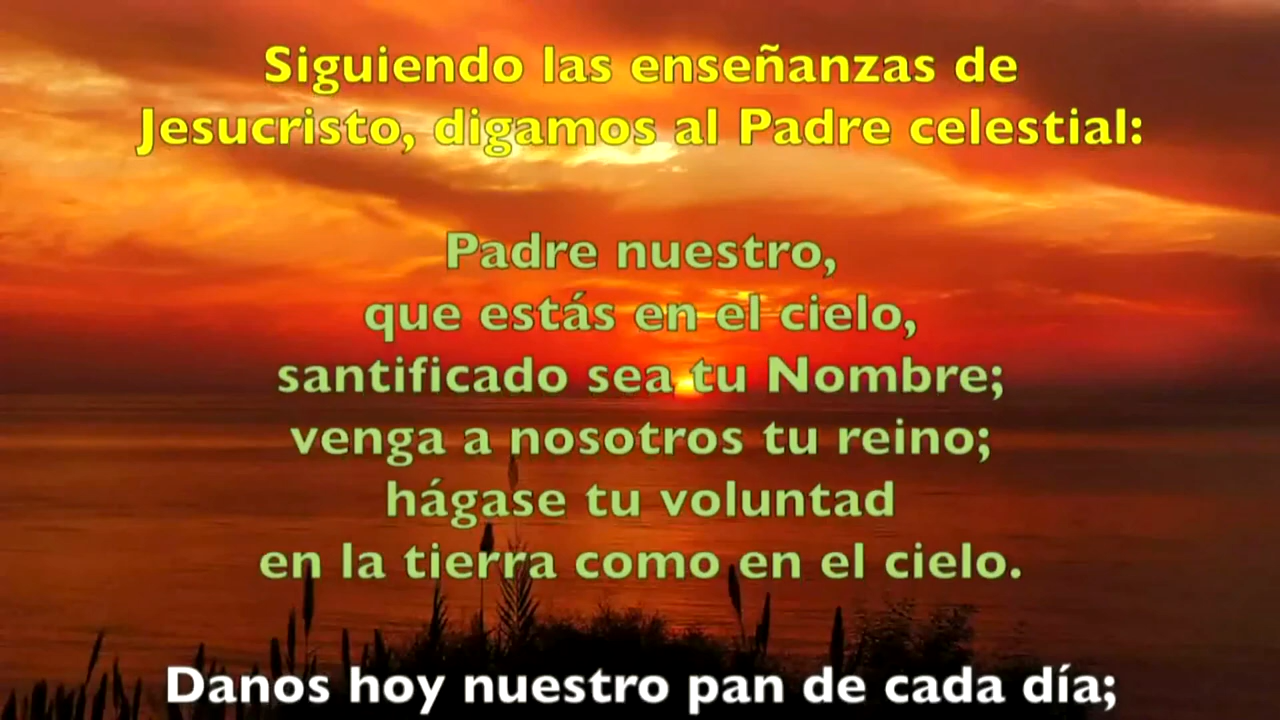 Siguiendo las enseñanzas de
Jesucristo, digamos al Padre celestial:
Padre nuestro,
que estás en el cielo,
santificado sea tu Nombre;
venga a nosotros tu reino;
hágase tu voluntad
en la tierra como en el cielo.
Danos hoy nuestro pan de cada día;